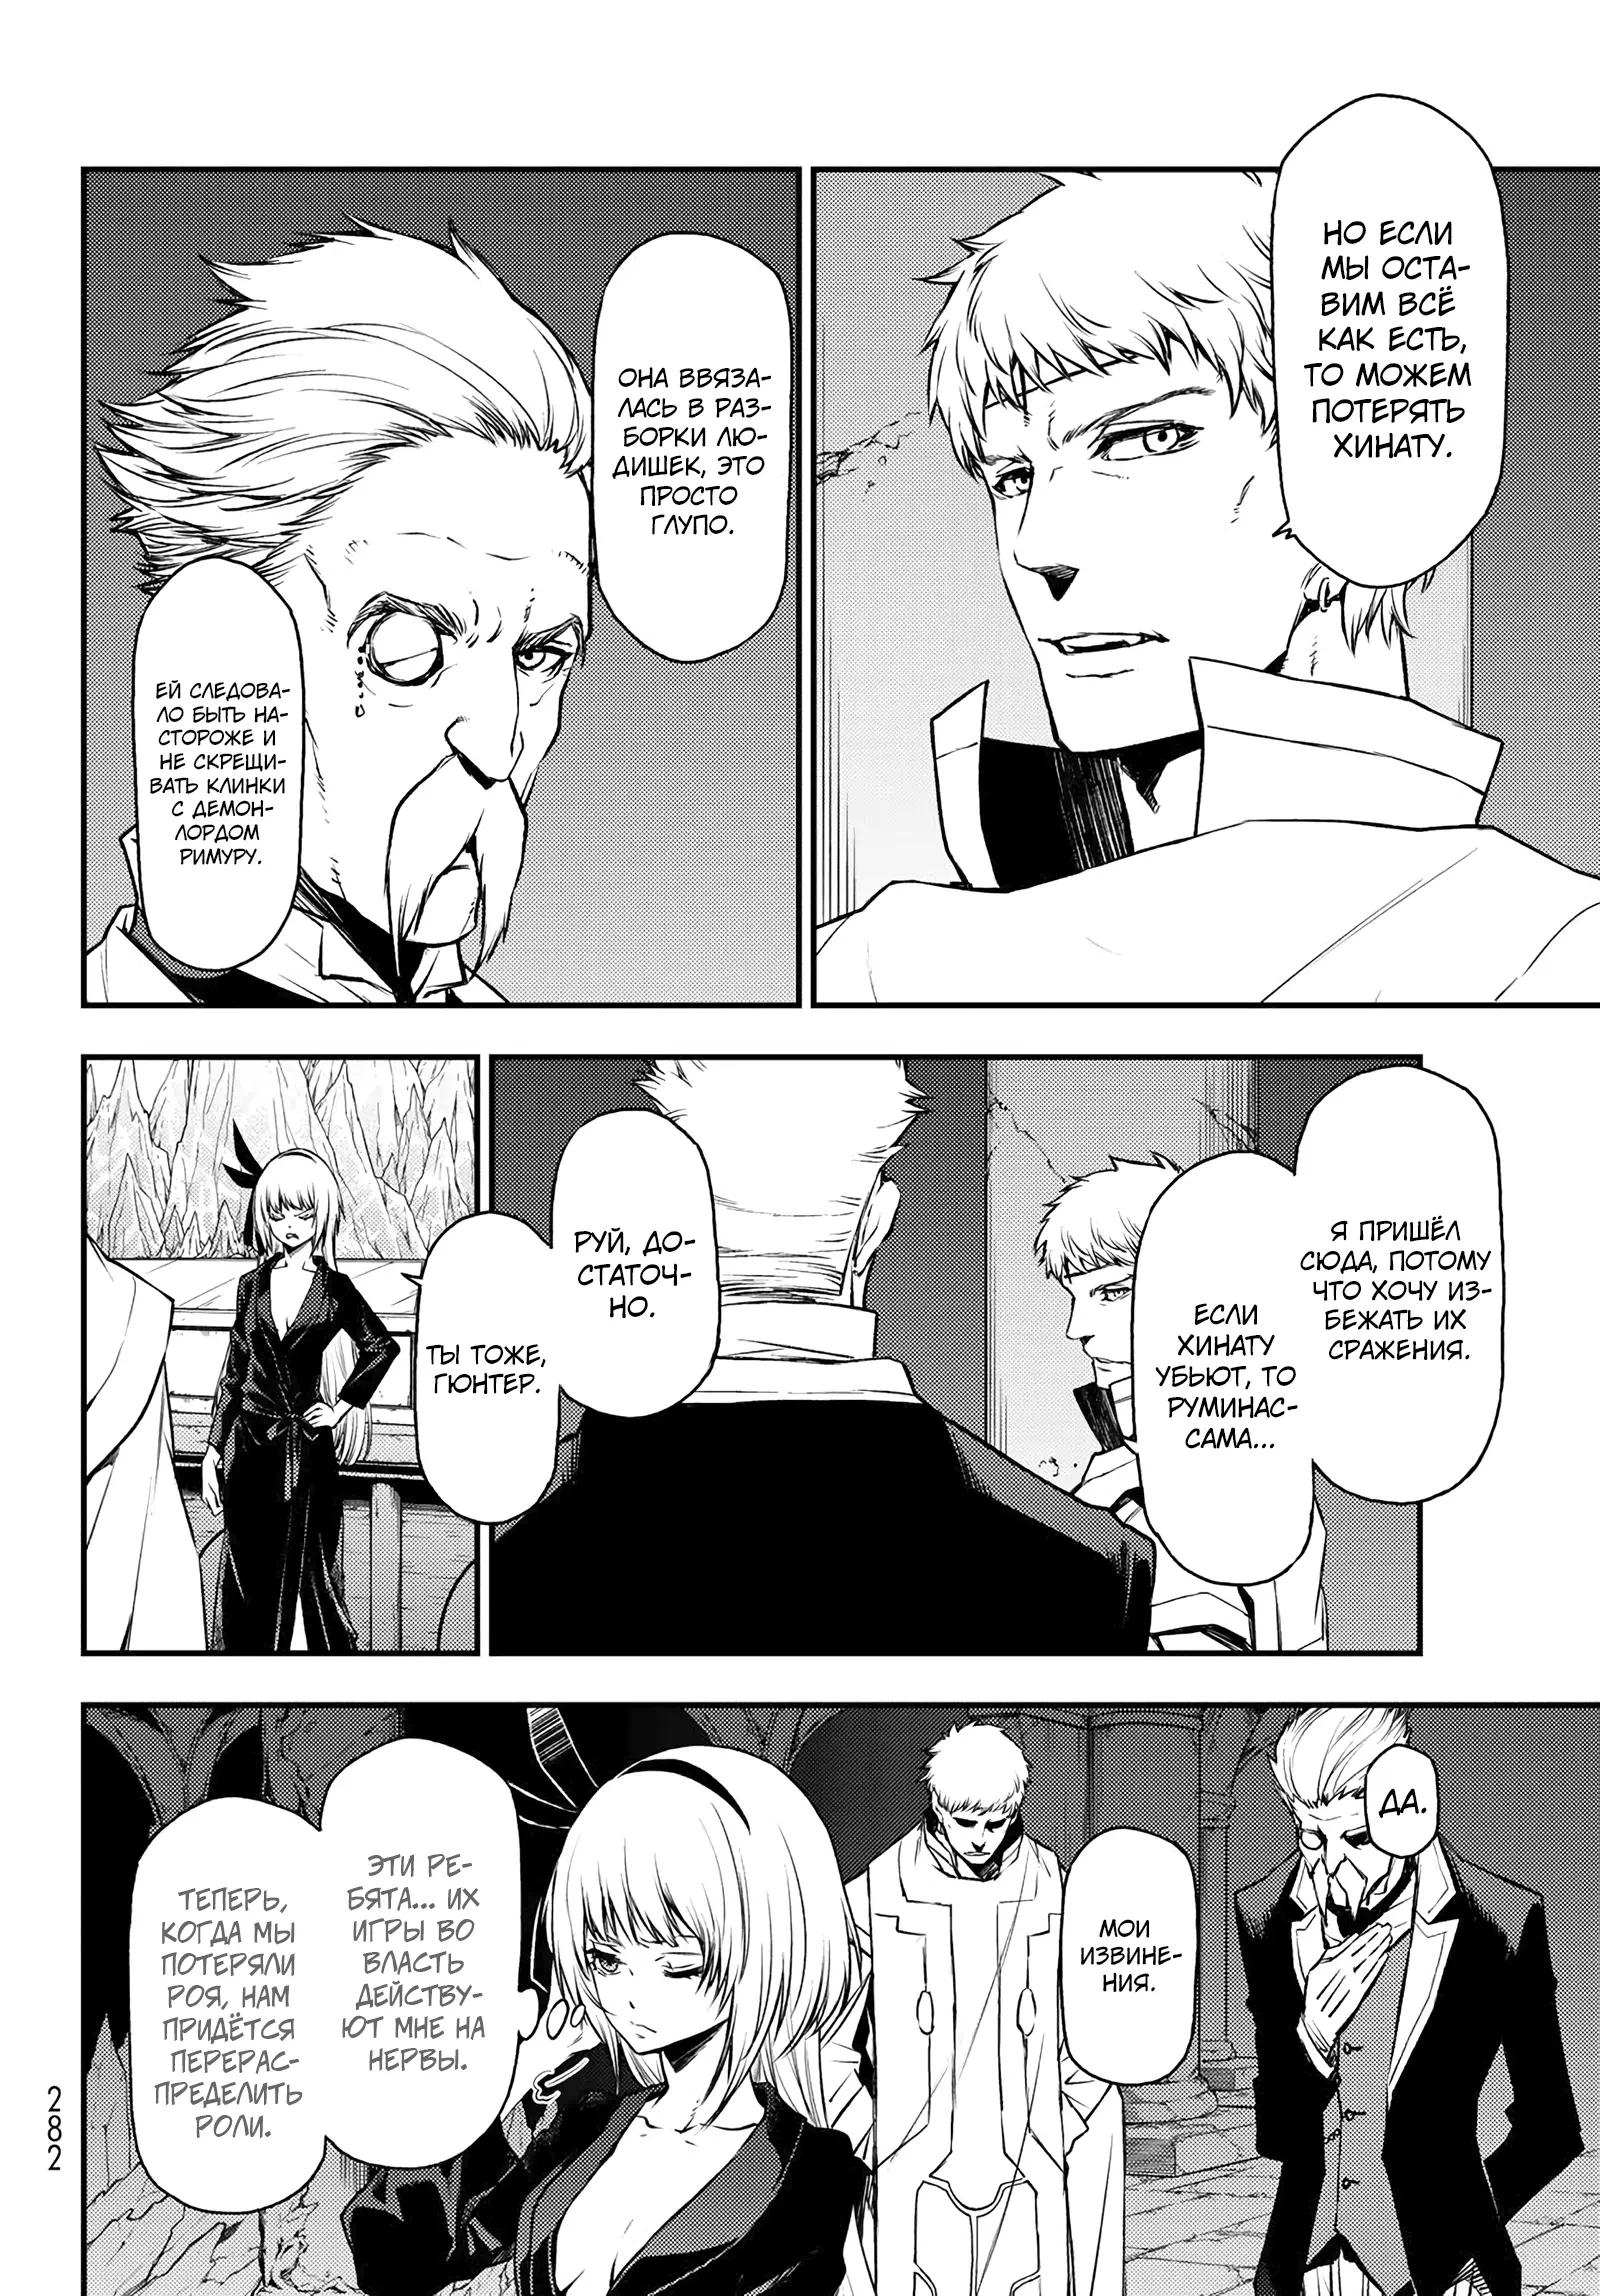 НО ЕСЛИ
МЫ ОСТА-
ВИМ ВСЁ
КАК ЕСТЬ,
ТО МОЖЕМ
ПОТЕРЯТЬ
ХИНАТУ.
ОНА ВВЯЗА-
ЛАСЬ В РАЗ-
БОРКИ ЛЮ-
ДИШЕК, ЭТО
ПРОСТО
ГЛУПО.
ЕЙ СЛЕДОВА-
ЛО БЫТЬ НА-
СТОРОЖЕ И
НЕ СКРЕЩИ-
ВАТЬ КЛИНКИ
С ДЕМОН-
ЛОРДОМ
РИМУРУ.
Я ПРИШЁЛ
СЮДА, ПОТОМУ
ЧТО ХОЧУ ИЗ-
БЕЖАТЬ ИХ
СРАЖЕНИЯ.
ЕСЛИ
ХИНАТУ
УБЬЮТ, ТО
РУМИНАС-
САМА...
РУЙ, ДО-
СТАТОЧ-
НО.
ТЫ ТОЖЕ,
ГЮНТЕР.
ДА.
МОИ
ИЗВИНЕ-
НИЯ.
ЭТИ РЕ-
БЯТА... ИХ
ИГРЫ ВО
ВЛАСТЬ
ДЕЙСТВУ-
ЮТ МНЕ НА
НЕРВЫ.
ТЕПЕРЬ,
КОГДА МЫ
ПОТЕРЯЛИ
РОЯ, НАМ
ПРИДЁТСЯ
ПЕРЕРАС-
ПРЕДЕЛИТЬ
РОЛИ.
282